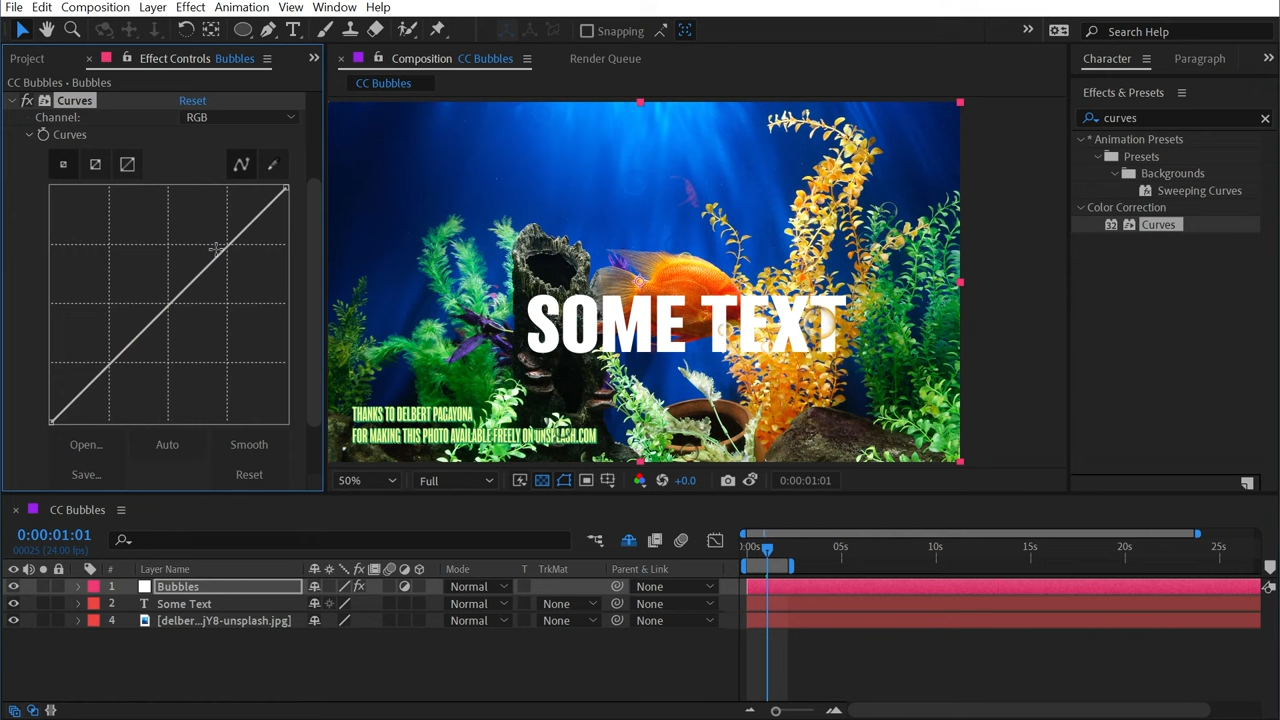 File Edit Composition Layer Effect Animation View Window Help
Snapping
Search Help
Project
Effect Controls Bubbles
Composition CC Bubbles
Render Queue
Character
Paragraph
CC Bubbles • Bubbles
CC Bubbles
Effects & Presets
fx Curves
Reset
Channel:
RGB
curves
Curves
* Animation Presets
Presets
Backgrounds
Sweeping Curves
Color Correction
32 Curves
SOME TEXT
THANKS TO DELBERT PAGAYONA
FOR MAKING THIS PHOTO AVAILABLE FREELY ON UNSPLASH.COM
Open...
Auto
Smooth
Save...
Reset
50%
Full
+0.0
0:00:01:01
CC Bubbles
0:00:01:01
00025 (24.00 fps)
:00s 05s 10s 15s 20s 25s
# Layer Name
fx
Mode
T TrkMat
Parent & Link
1 Bubbles
fx
Normal
None
2 T Some Text
Normal
None
None
4 [delber...jY8-unsplash.jpg]
Normal
None
None